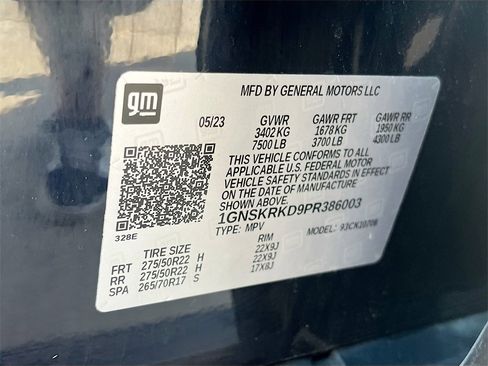 gm
MFD BY GENERAL MOTORS LLC
05/23 GVWR GAWR FRT GAWR RR
3402 KG 1678 KG 1950 KG
7500 LB 3700 LB 4300 LB
THIS VEHICLE CONFORMS TO ALL
APPLICABLE U.S. FEDERAL MOTOR
VEHICLE SAFETY STANDARDS IN EFFECT
ON THE DATE OF MANUFACTURE
SHOWN ABOVE.
1GNSKRKD9PR386003
TYPE: MPV MODEL: 93CK10706
328E
TIRE SIZE RIM
FRT 275/50R22 H 22X9J
RR 275/50R22 H 22X9J
SPA 265/70R17 S 17X8J